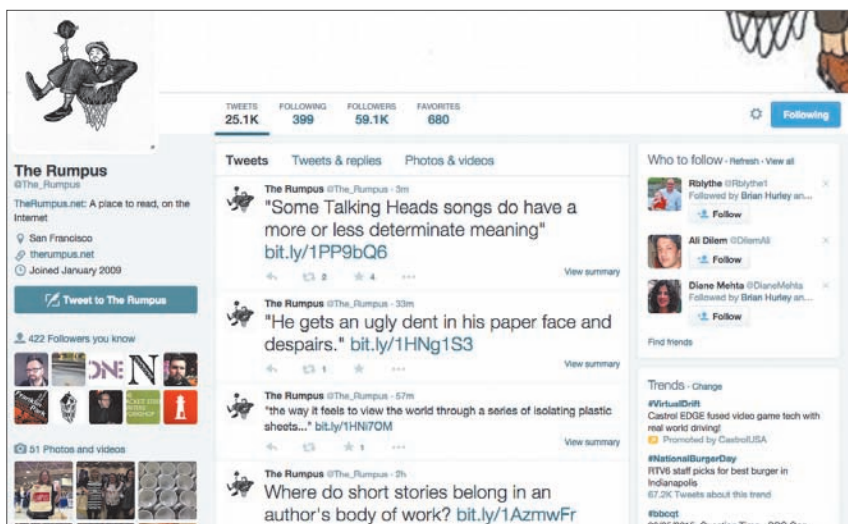 TWEETS
25.1K
FOLLOWING
399
FOLLOWERS
59.1K
FAVORITES
680
Following
The Rumpus
@The_Rumpus
TheRumpus.net: A place to read, on the
Internet
San Francisco
therumpus.net
Joined January 2009
Tweet to The Rumpus
422 Followers you know
N
51 Photos and videos
Tweets Tweets & replies Photos & videos
The Rumpus @The_Rumpus · 3m
"Some Talking Heads songs do have a
more or less determinate meaning"
bit.ly/1PP9bQ6
2 4
View summary
The Rumpus @The_Rumpus · 33m
"He gets an ugly dent in his paper face and
despairs." bit.ly/1HNg1S3
1
View summary
The Rumpus @The_Rumpus · 57m
"the way it feels to view the world through a series of isolating plastic
sheets..." bit.ly/1HNi7OM
1
View summary
The Rumpus @The_Rumpus · 2h
Where do short stories belong in an
author's body of work? bit.ly/1AzmwFr
Who to follow · Refresh · View all
Rblythe @Rblythe1
Followed by Brian Hurley an...
Follow
Ali Dilem @DilemAli
Follow
Diane Mehta @DianeMehta
Followed by Brian Hurley an...
Follow
Find friends
Trends · Change
#VirtualDrift
Castrol EDGE fused video game tech with
real world driving!
Promoted by CastrolUSA
#NationalBurgerDay
RTV6 staff picks for best burger in
Indianapolis
67.2K Tweets about this trend
#bbcqt